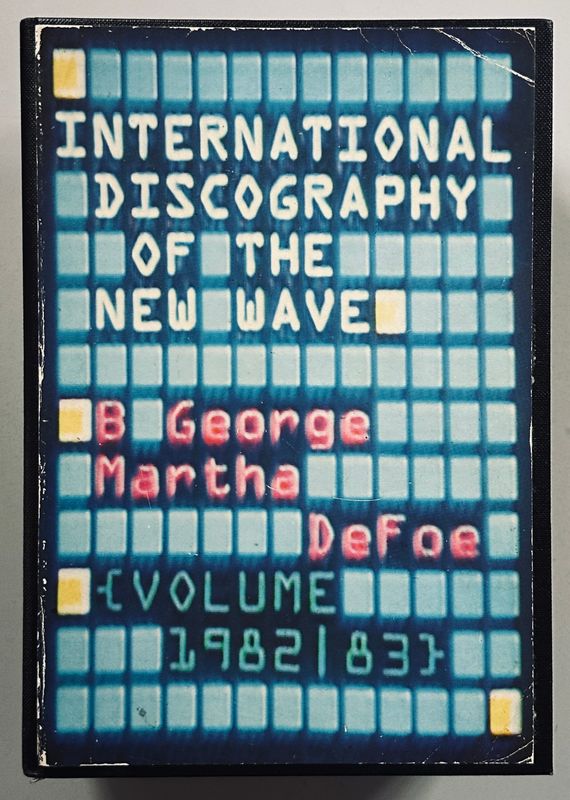 INTERNATIONAL
DISCOGRAPHY
OF THE
NEW WAVE
B George
Martha
DeFoe
{VOLUME
1982|83}